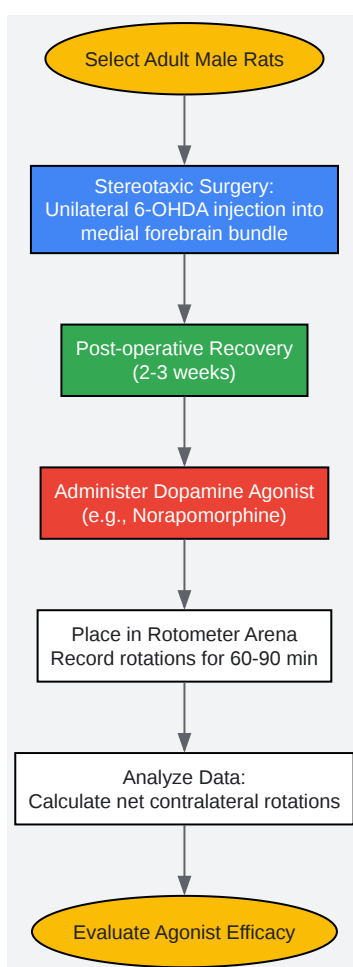 Select Adult Male Rats
Stereotaxic Surgery:
Unilateral 6-OHDA injection into
medial forebrain bundle
Post-operative Recovery
(2-3 weeks)
Administer Dopamine Agonist
(e.g., Norapomorphine)
Place in Rotometer Arena
Record rotations for 60-90 min
Analyze Data:
Calculate net contralateral rotations
Evaluate Agonist Efficacy